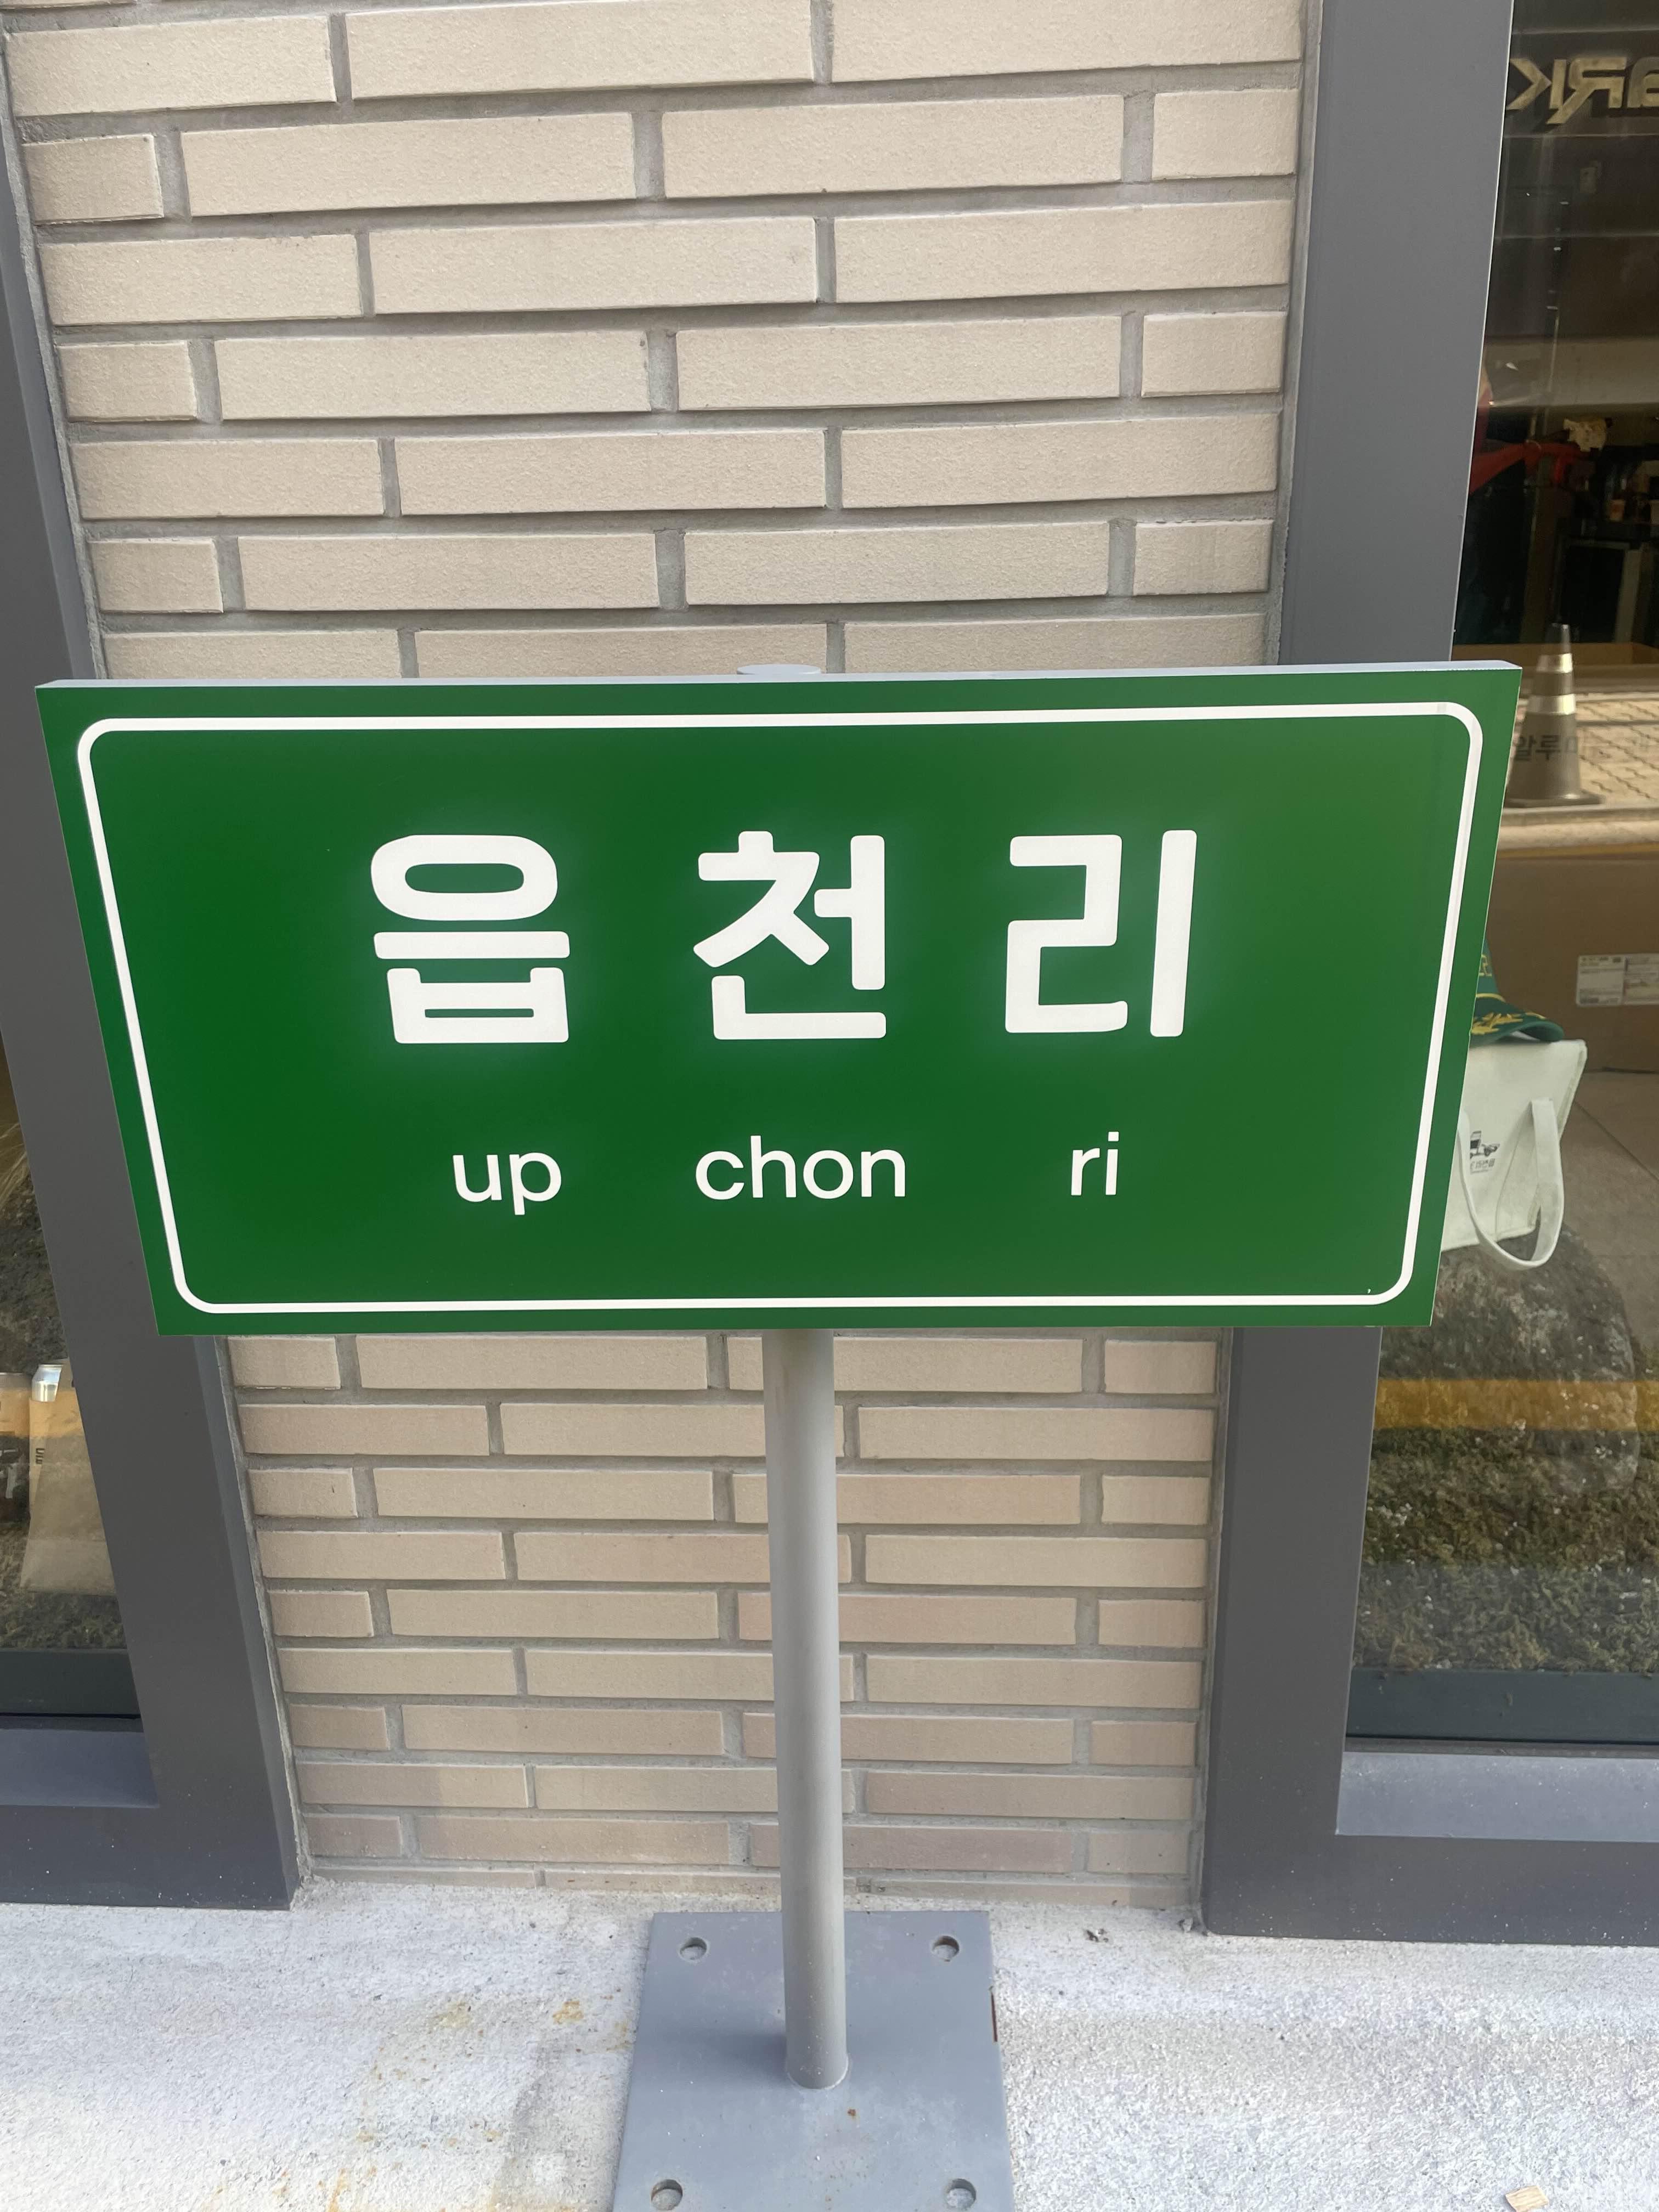 읍 천 리
up chon ri